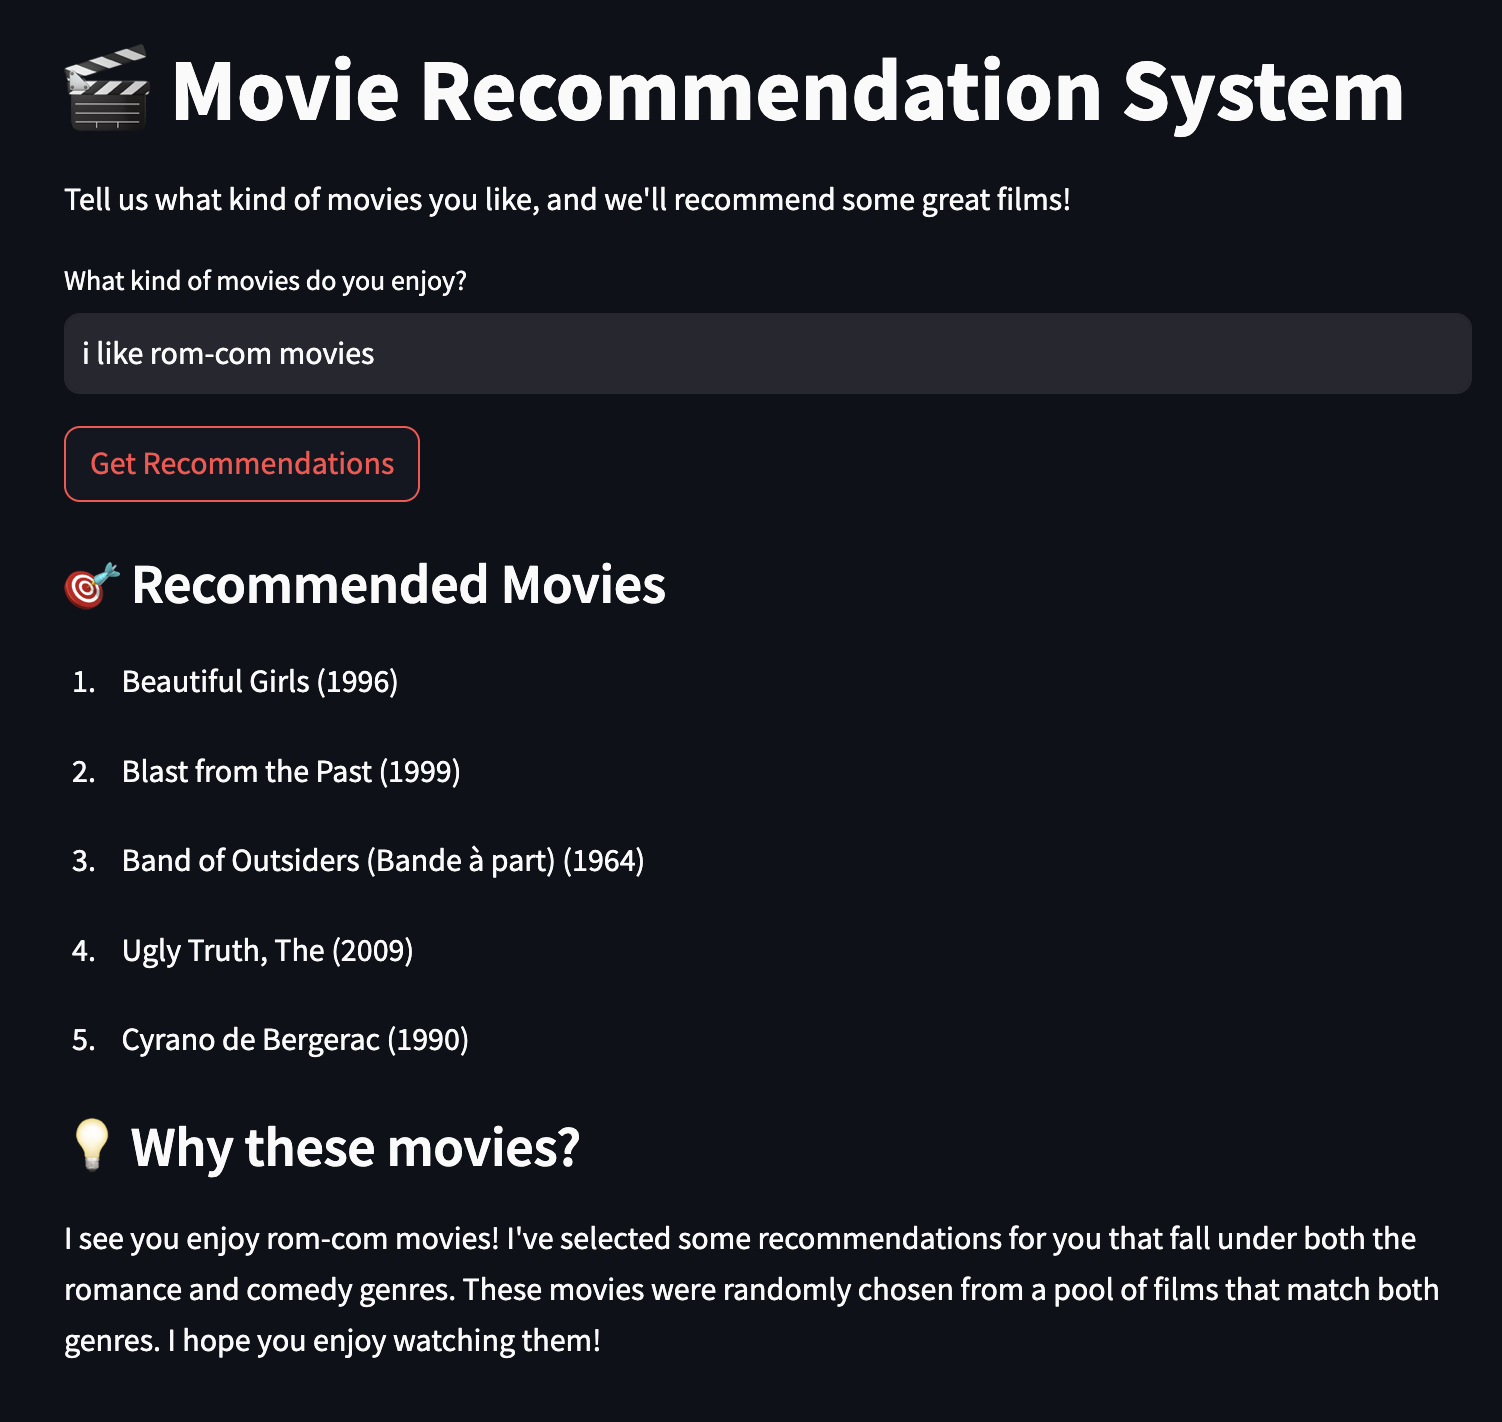 Movie Recommendation System
Tell us what kind of movies you like, and we'll recommend some great films!
What kind of movies do you enjoy?
i like rom-com movies
Get Recommendations
Recommended Movies
1. Beautiful Girls (1996)
2. Blast from the Past (1999)
3. Band of Outsiders (Bande à part) (1964)
4. Ugly Truth, The (2009)
5. Cyrano de Bergerac (1990)
Why these movies?
I see you enjoy rom-com movies! I've selected some recommendations for you that fall under both the
romance and comedy genres. These movies were randomly chosen from a pool of films that match both
genres. I hope you enjoy watching them!